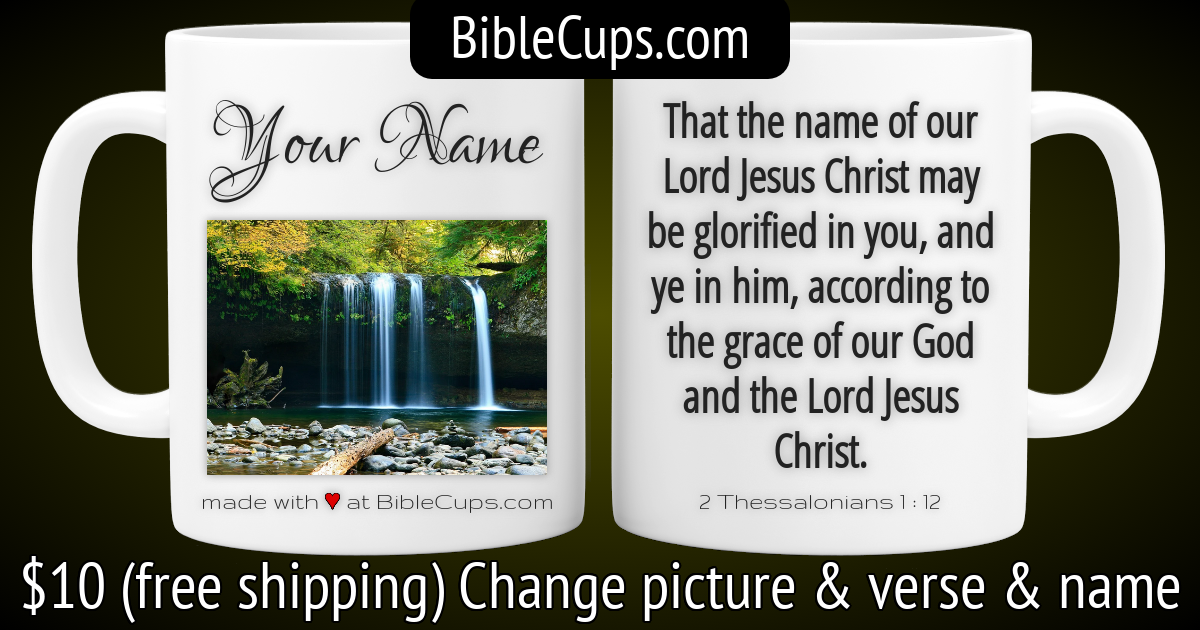 BibleCups.com
Your Name
made with ♥ at BibleCups.com
That the name of our
Lord Jesus Christ may
be glorified in you, and
ye in him, according to
the grace of our God
and the Lord Jesus
Christ.
2 Thessalonians 1 : 12
$10 (free shipping) Change picture & verse & name